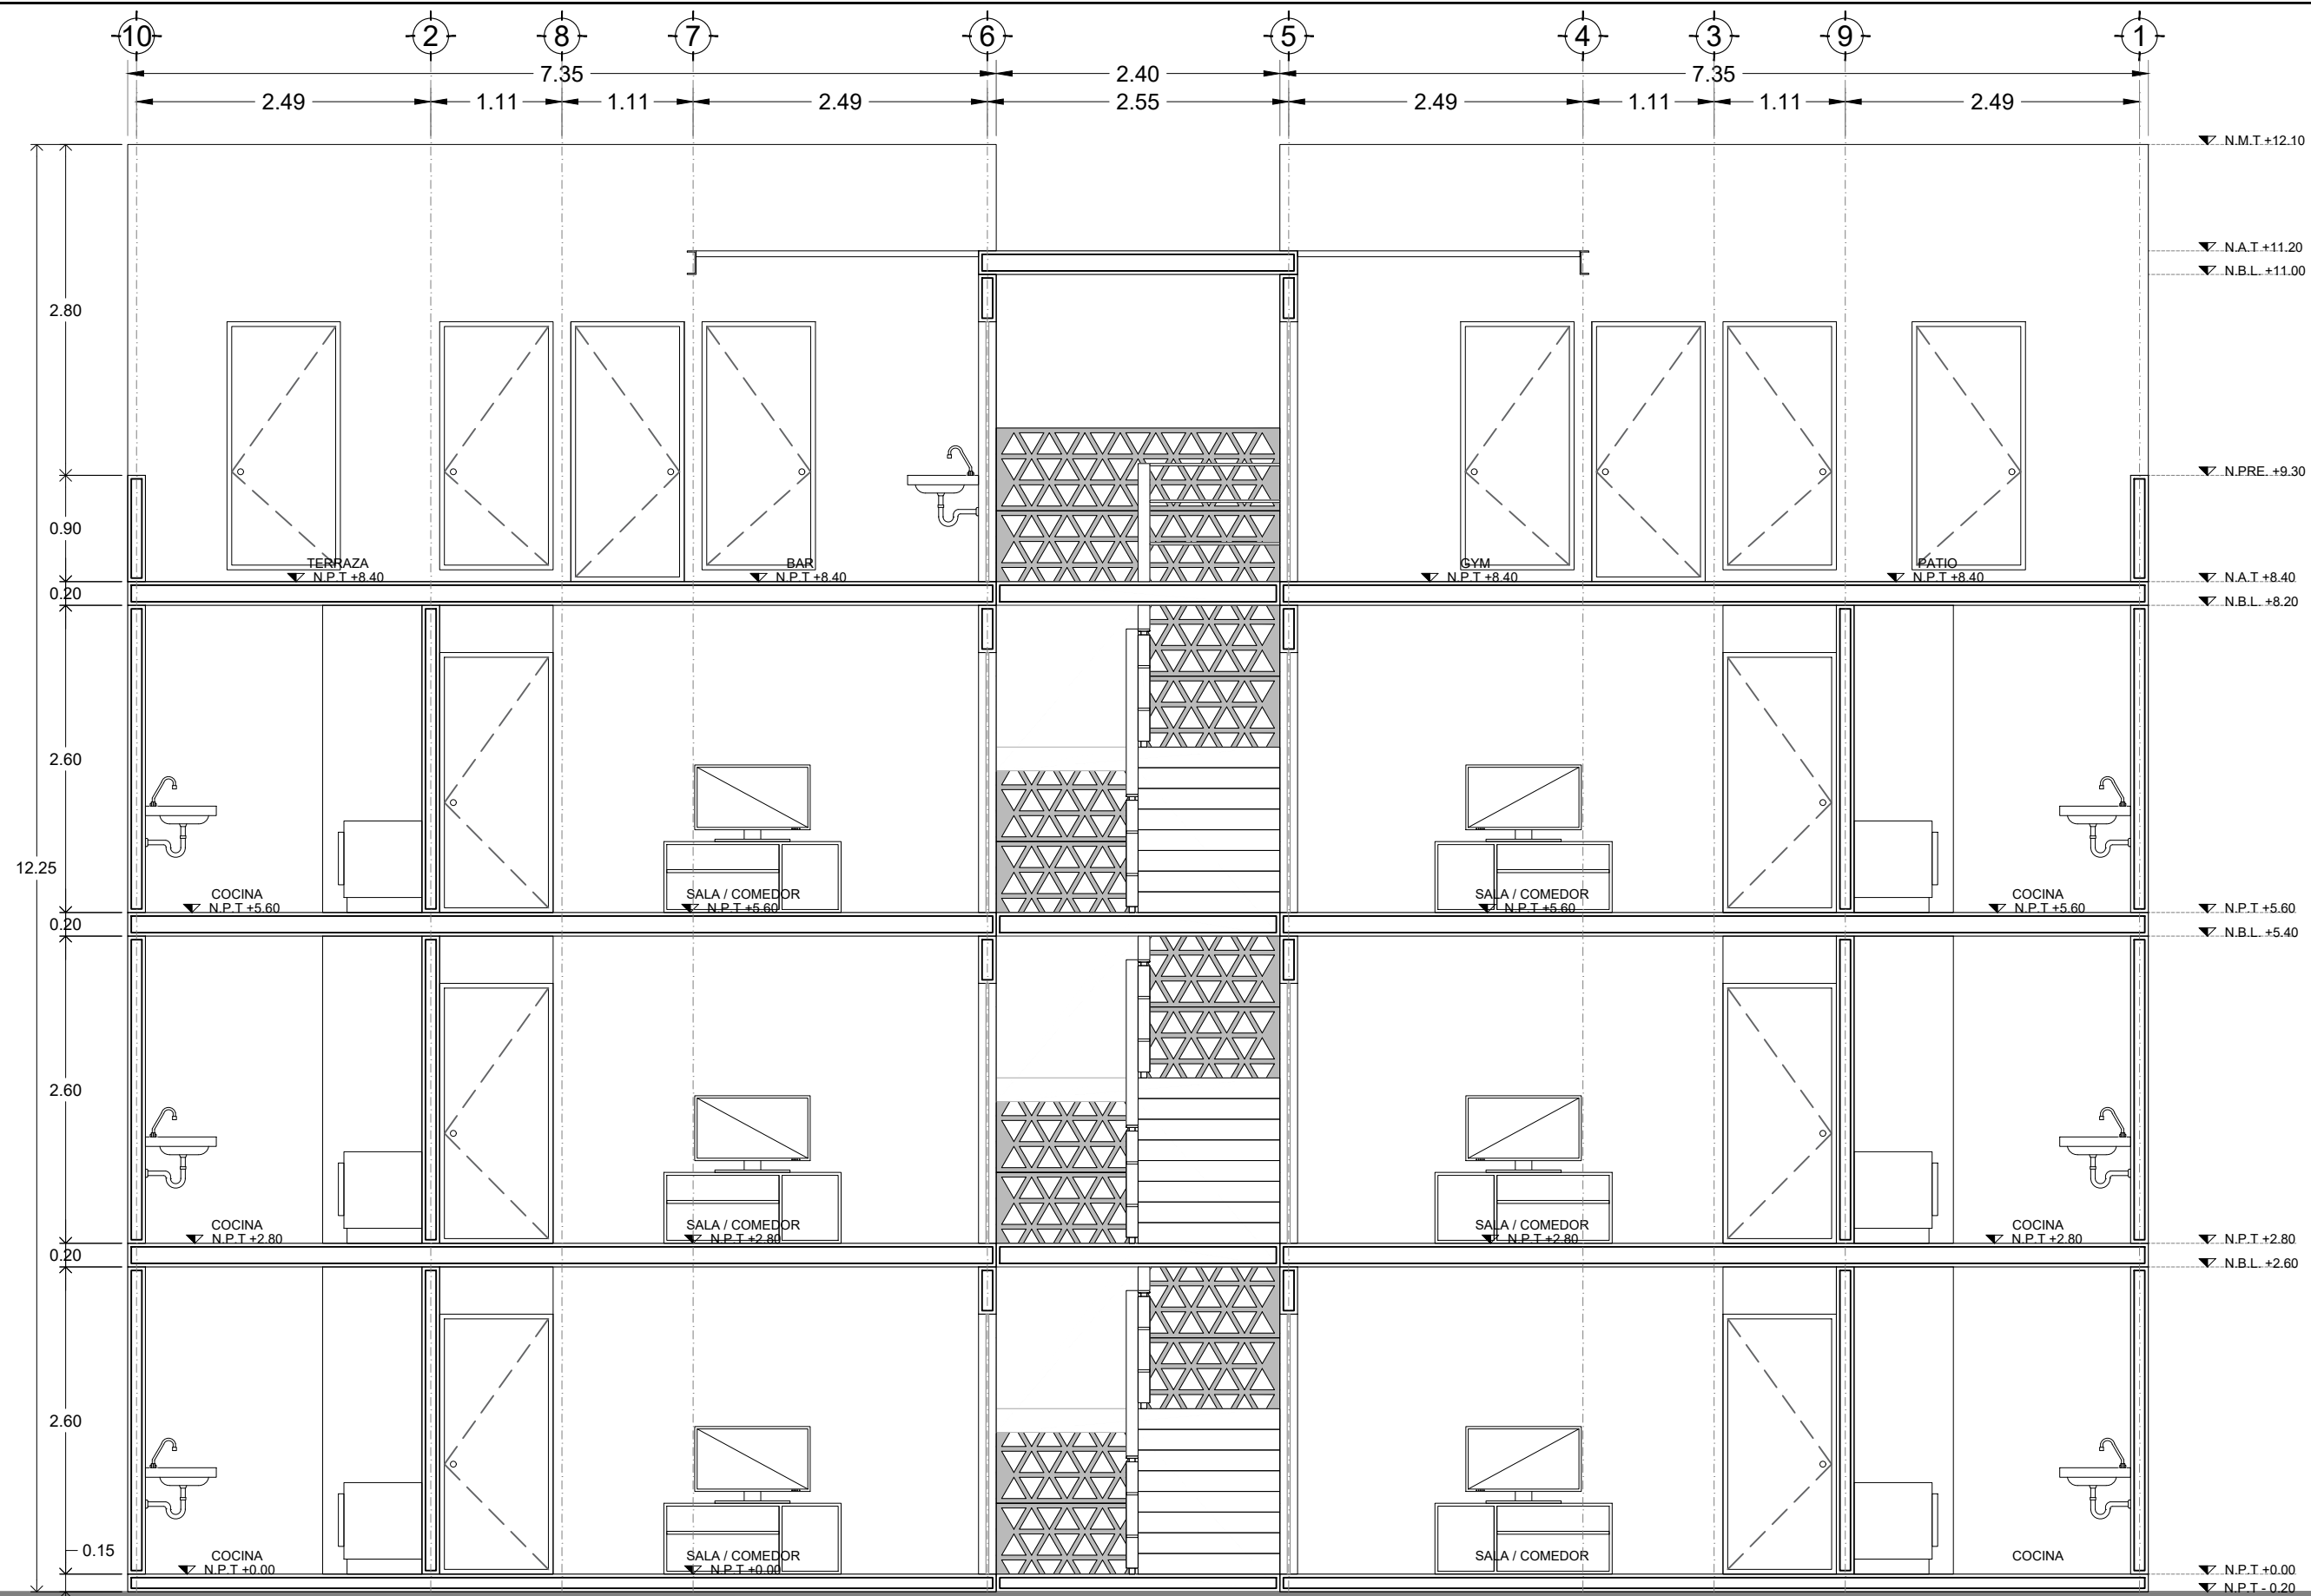 10 2 8 7 6 5 4 3 9 1
7.35 2.40 7.35
2.49 1.11 1.11 2.49 2.55 2.49 1.11 1.11 2.49
N.M.T +12.10
N.A.T +11.20
N.B.L. +11.00
2.80
N.PRE. +9.30
0.90
TERRAZA BAR GYM PATIO
N.P.T +8.40 N.P.T +8.40 N.P.T +8.40 N.P.T +8.40 N.A.T +8.40
0.20
N.B.L. +8.20
2.60
12.25
COCINA SALA / COMEDOR SALA / COMEDOR COCINA
N.P.T +5.60 N.P.T +5.60 N.P.T +5.60 N.P.T +5.60 N.P.T +5.60
0.20
N.B.L. +5.40
2.60
COCINA SALA / COMEDOR SALA / COMEDOR COCINA
N.P.T +2.80 N.P.T +2.80 N.P.T +2.80 N.P.T +2.80 N.P.T +2.80
0.20
N.B.L. +2.60
2.60
0.15
COCINA SALA / COMEDOR SALA / COMEDOR COCINA
N.P.T +0.00 N.P.T +0.00 N.P.T +0.00
N.P.T - 0.20